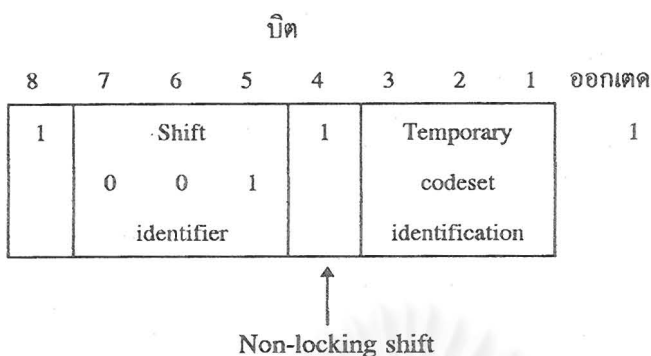 บิต
8 7 6 5 4 3 2 1 ออกเตต
1 Shift 1 Temporary 1
0 0 1 codeset
identifier identification
Non-locking shift